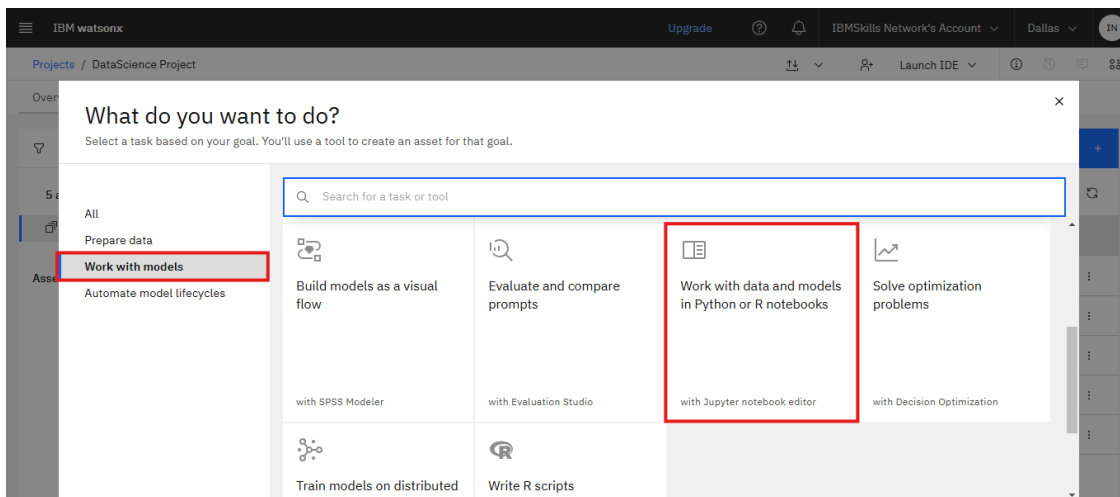 IBM watsonx
Upgrade
IBMSkills Network's Account
Dallas
IN
Projects / DataScience Project
Launch IDE
Over
What do you want to do?
Select a task based on your goal. You'll use a tool to create an asset for that goal.
5 a
Search for a task or tool
All
Prepare data
Work with models
Automate model lifecycles
Asse
Build models as a visual
flow
with SPSS Modeler
Evaluate and compare
prompts
with Evaluation Studio
Work with data and models
in Python or R notebooks
with Jupyter notebook editor
Solve optimization
problems
with Decision Optimization
Train models on distributed
Write R scripts